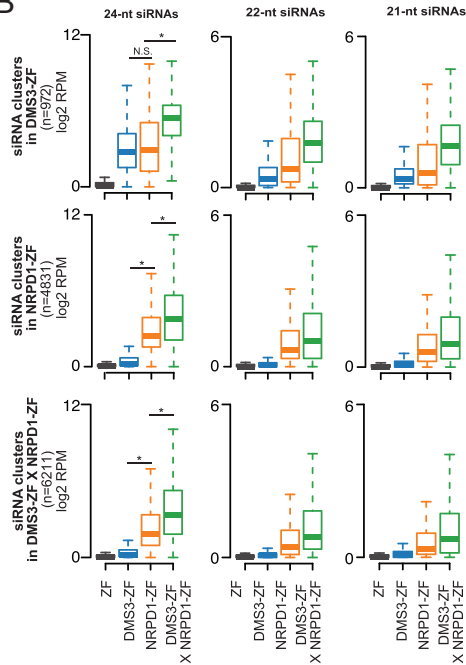 B
24-nt siRNAs
22-nt siRNAs
21-nt siRNAs
siRNA clusters
in DMS3-ZF
(n=972)
log2 RPM
12
0
N.S.
*
6
0
6
0
siRNA clusters
in NRPD1-ZF
(n=4831)
log2 RPM
12
0
*
*
6
0
6
0
siRNA clusters
in DMS3-ZF X NRPD1-ZF
(n=6211)
log2 RPM
12
0
*
*
6
0
6
0
ZF
DMS3-ZF
NRPD1-ZF
DMS3-ZF
X NRPD1-ZF
ZF
DMS3-ZF
NRPD1-ZF
DMS3-ZF
X NRPD1-ZF
ZF
DMS3-ZF
NRPD1-ZF
DMS3-ZF
X NRPD1-ZF